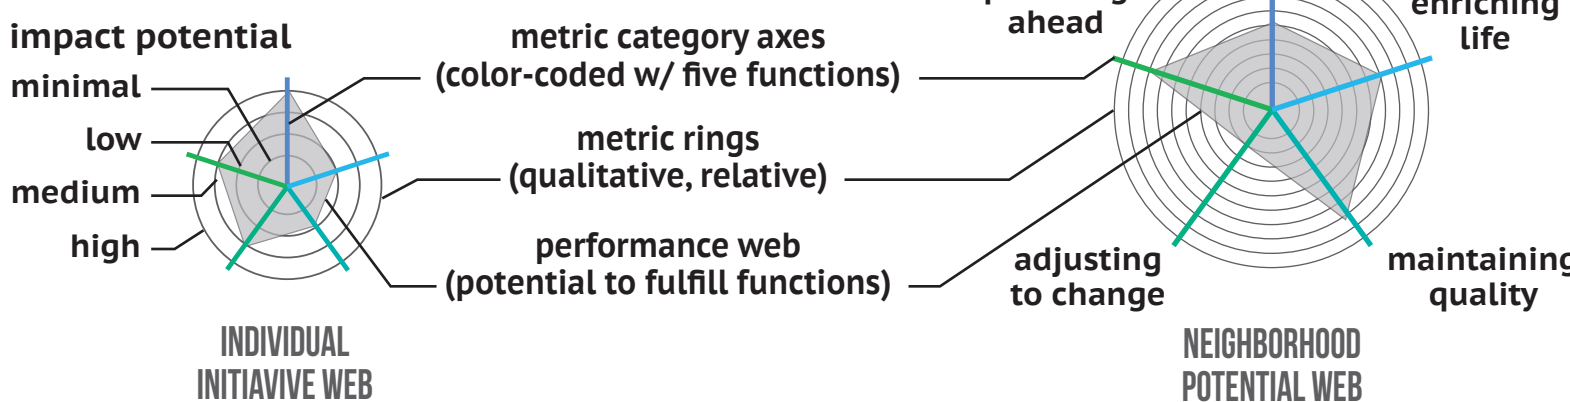 impact potential
minimal
low
medium
high
INDIVIDUAL
INITIAVIVE WEB
metric category axes
(color-coded w/ five functions)
metric rings
(qualitative, relative)
performance web
(potential to fulfill functions)
ahead
enriching
life
adjusting
to change
maintaining
quality
NEIGHBORHOOD
POTENTIAL WEB